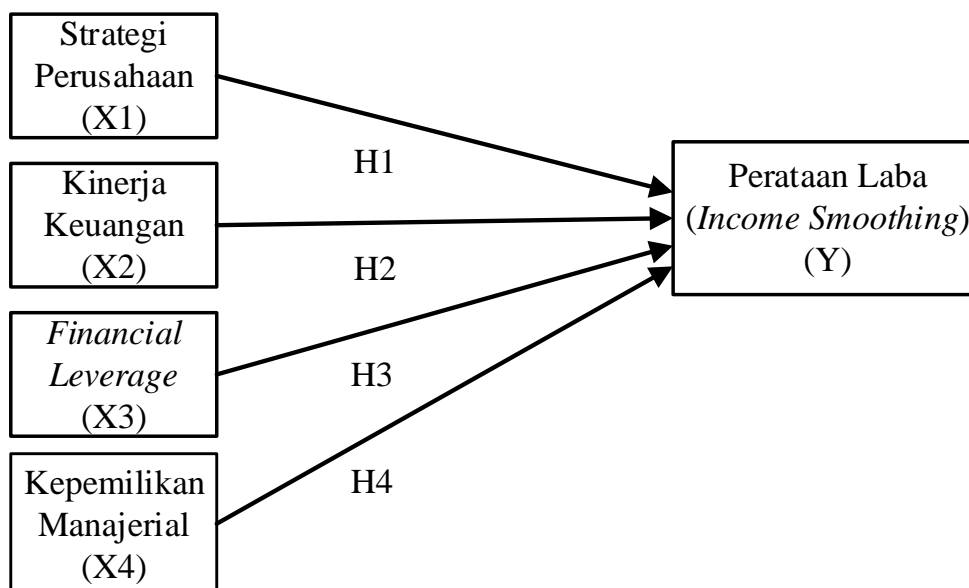 Strategi
Perusahaan
(X1)
H1
Kinerja
Keuangan
(X2)
H2
Financial
Leverage
(X3)
H3
Kepemilikan
Manajerial
(X4)
H4
Perataan Laba
(Income Smoothing)
(Y)